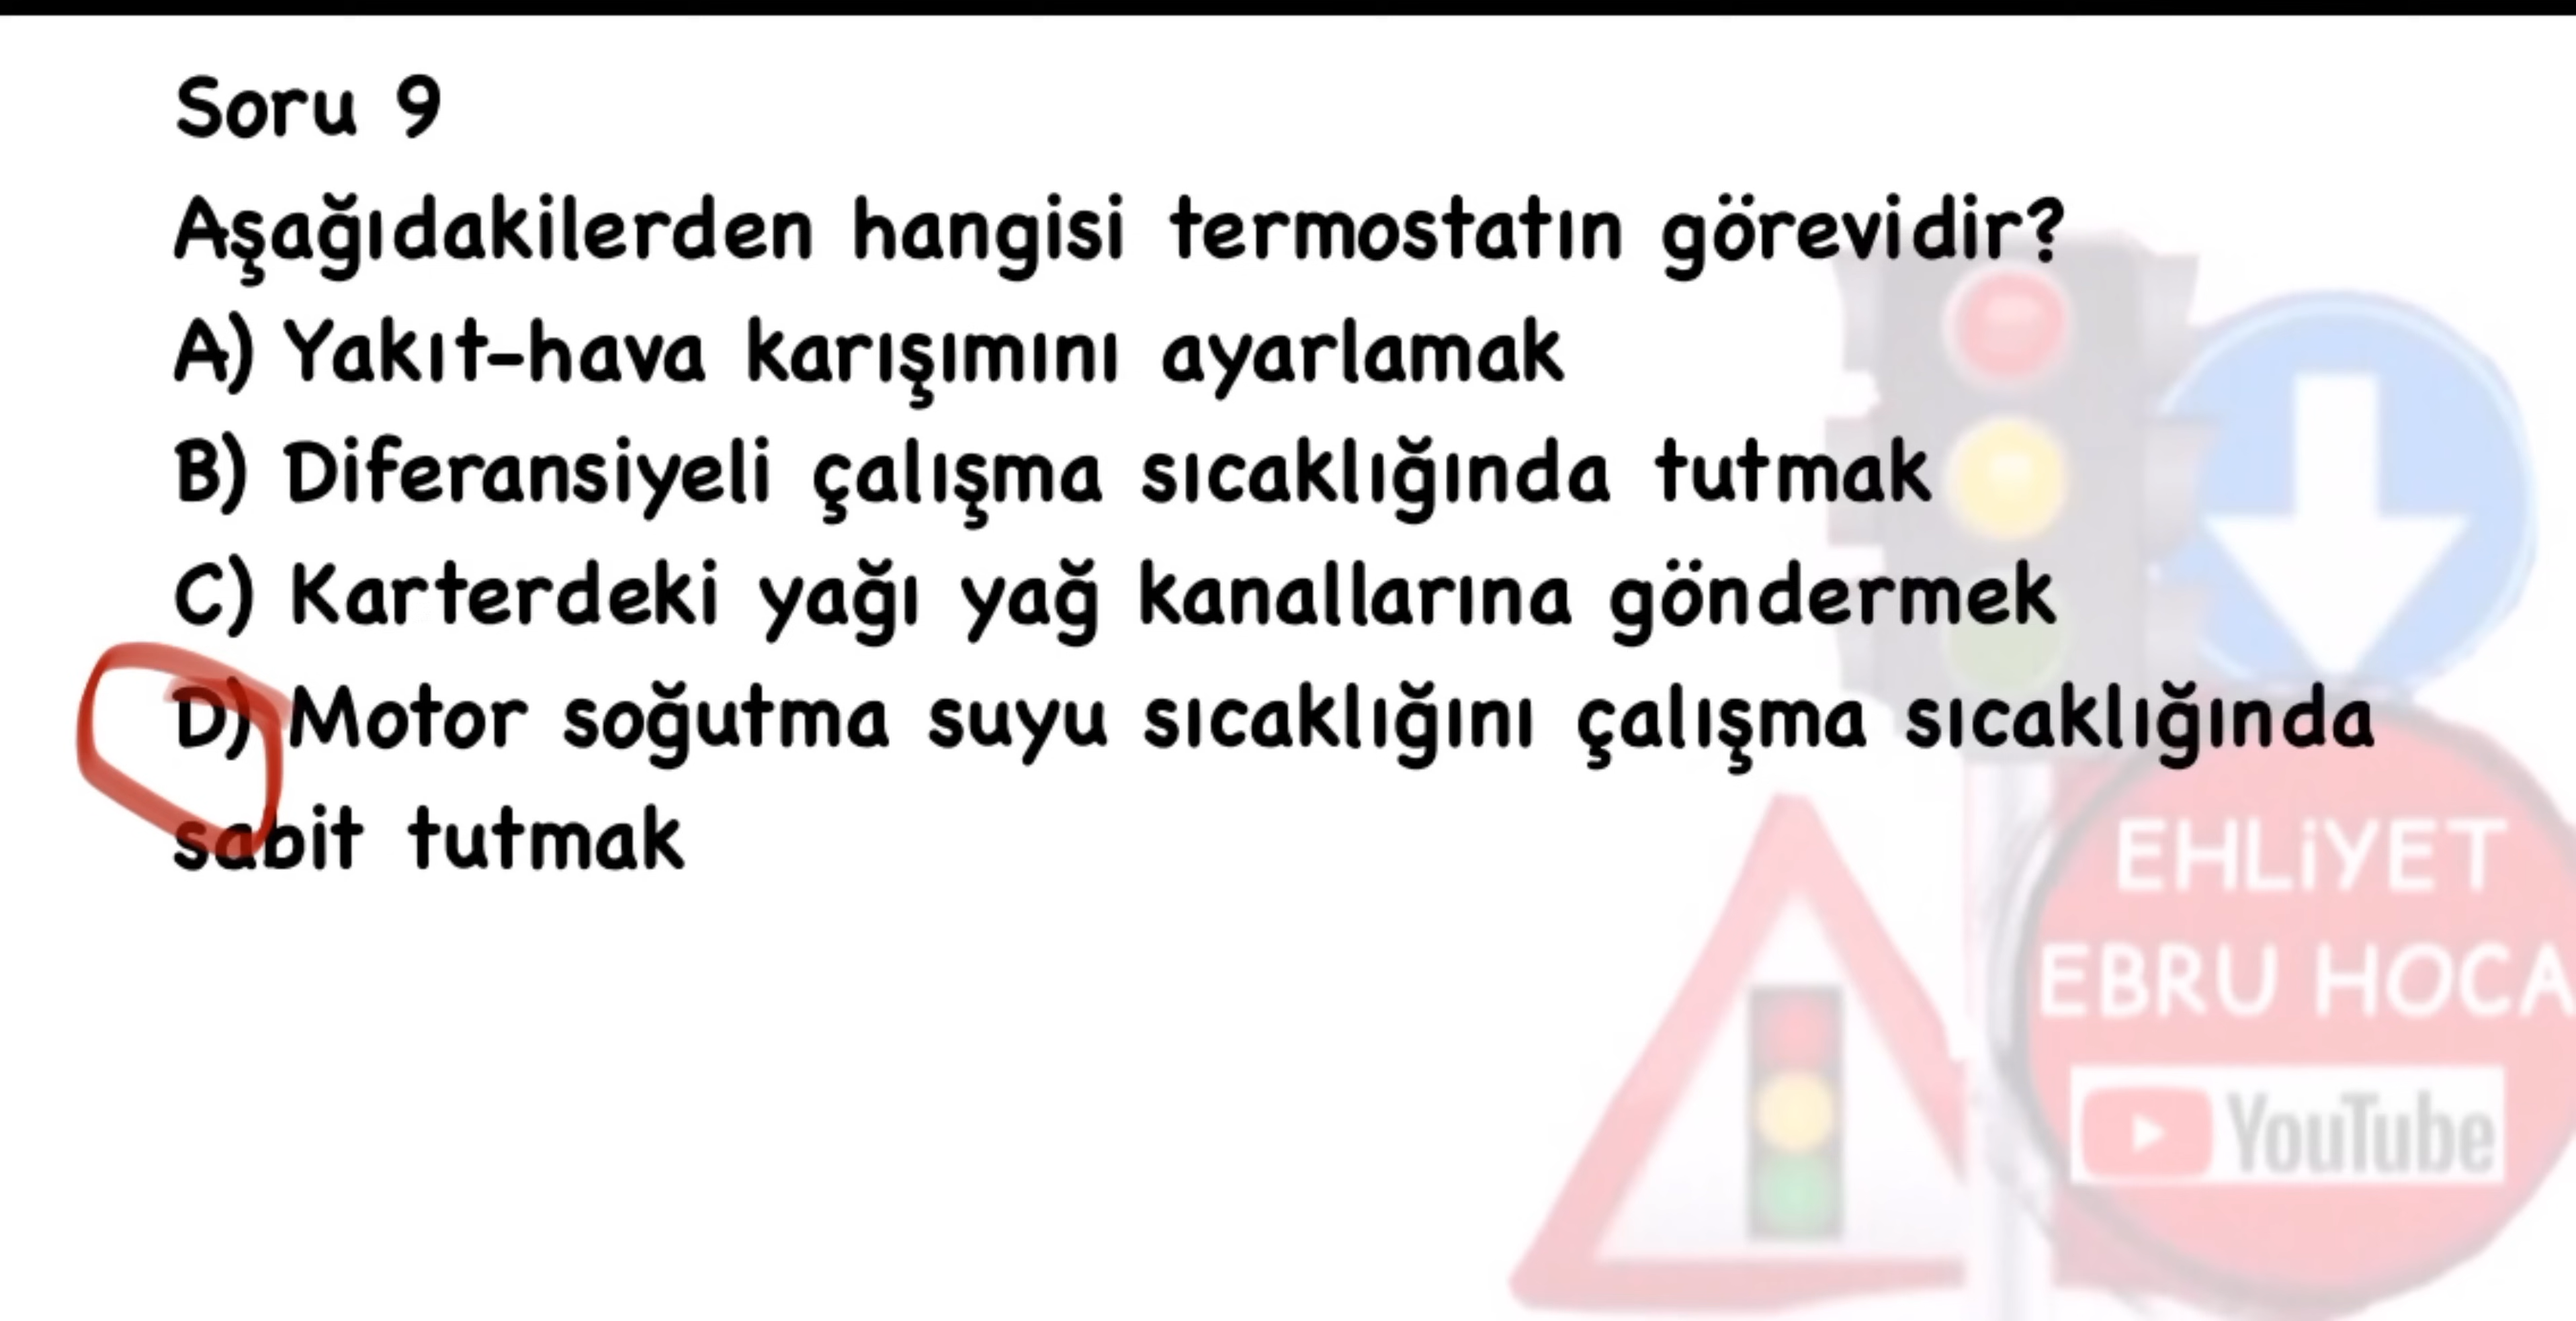 Soru 9
Aşağıdakilerden hangisi termostatın görevidir?
A) Yakıt-hava karışımını ayarlamak
B) Diferansiyeli çalışma sıcaklığında tutmak
C) Karterdeki yağı yağ kanallarına göndermek
D) Motor soğutma suyu sıcaklığını çalışma sıcaklığında
sabit tutmak
EHLİYET
EBRU HOCA
YouTube